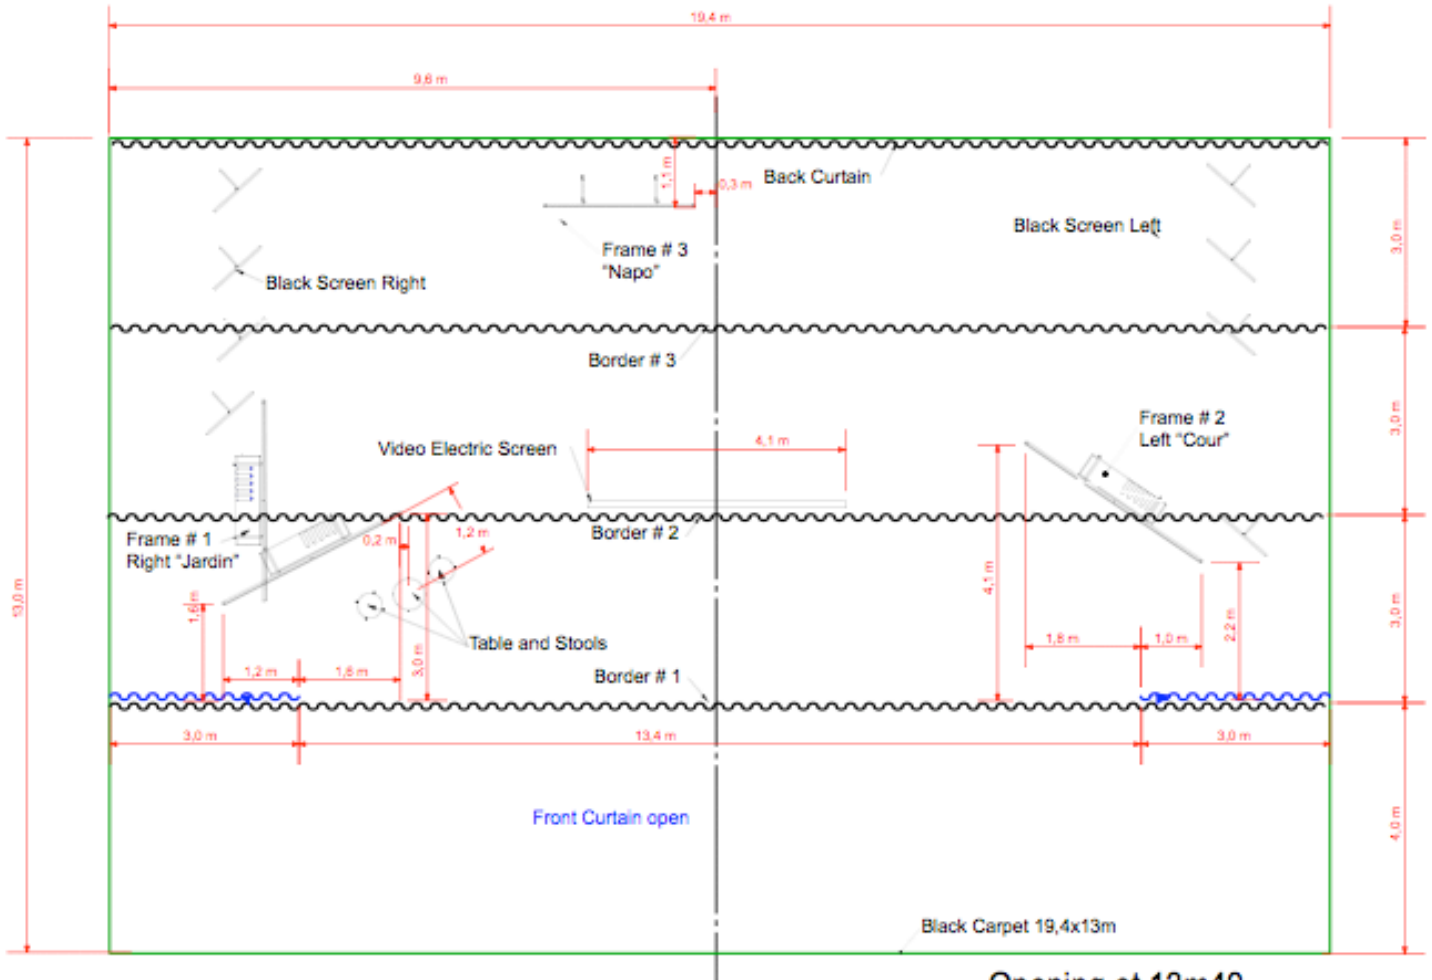 19,4 m
9,6 m
1,1 m
0,3 m
Back Curtain
Black Screen Left
3,0 m
Frame # 3
"Napo"
Black Screen Right
Border # 3
Frame # 2
Left "Cour"
3,0 m
Video Electric Screen
4,1 m
Border # 2
Frame # 1
Right "Jardin"
0,2 m
1,2 m
4,1 m
13,0 m
1,6 m
3,0 m
2,2 m
3,0 m
Table and Stools
1,8 m
1,0 m
1,2 m
1,6 m
Border # 1
3,0 m
13,4 m
3,0 m
Front Curtain open
4,0 m
Black Carpet 19,4x13m